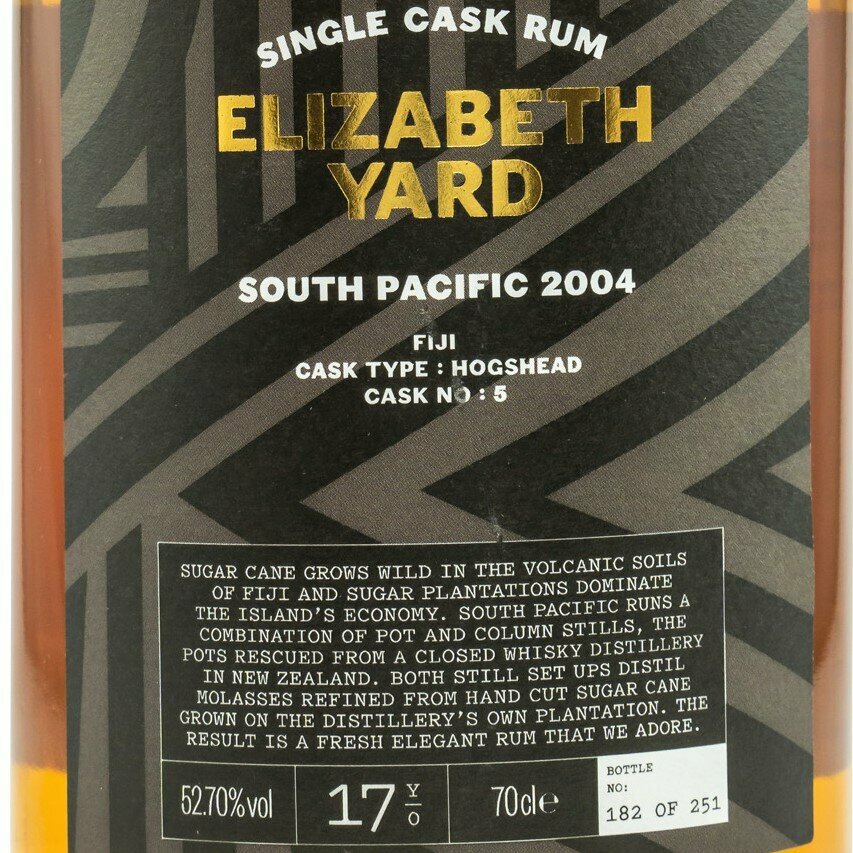 SINGLE CASK RUM
ELIZABETH
YARD
SOUTH PACIFIC 2004
FIJI
CASK TYPE : HOGSHEAD
CASK NO : 5
SUGAR CANE GROWS WILD IN THE VOLCANIC SOILS
OF FIJI AND SUGAR PLANTATIONS DOMINATE
THE ISLAND'S ECONOMY. SOUTH PACIFIC RUNS A
COMBINATION OF POT AND COLUMN STILLS, THE
POTS RESCUED FROM A CLOSED WHISKY DISTILLERY
IN NEW ZEALAND. BOTH STILL SET UPS DISTIL
MOLASSES REFINED FROM HAND CUT SUGAR CANE
GROWN ON THE DISTILLERY'S OWN PLANTATION. THE
RESULT IS A FRESH ELEGANT RUM THAT WE ADORE.
52.70%vol
17 Y/O
70cl e
BOTTLE
NO:
182 OF 251